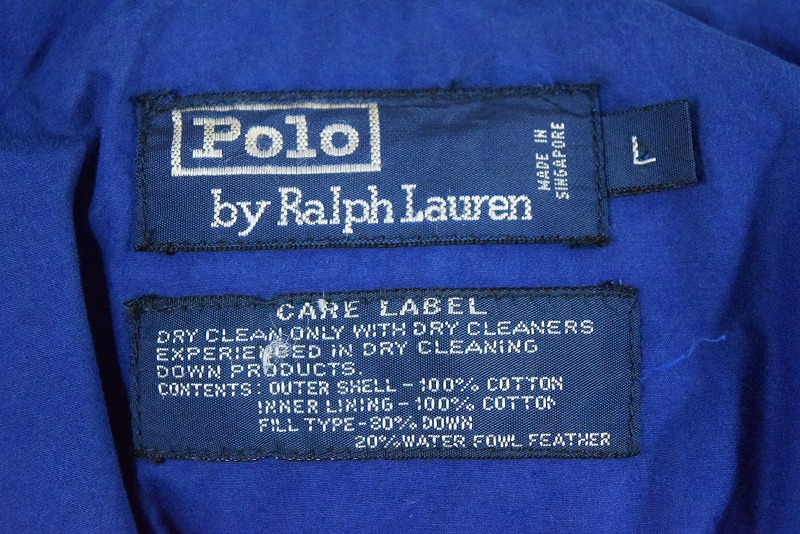 Polo
by Ralph Lauren
MADE IN
SINGAPORE
L
CARE LABEL
DRY CLEAN ONLY WITH DRY CLEANERS
EXPERIENCED IN DRY CLEANING
DOWN PRODUCTS.
CONTENTS: OUTER SHELL-100% COTTON
INNER LINING-100% COTTON
FILL TYPE-80% DOWN
20% WATER FOWL FEATHER